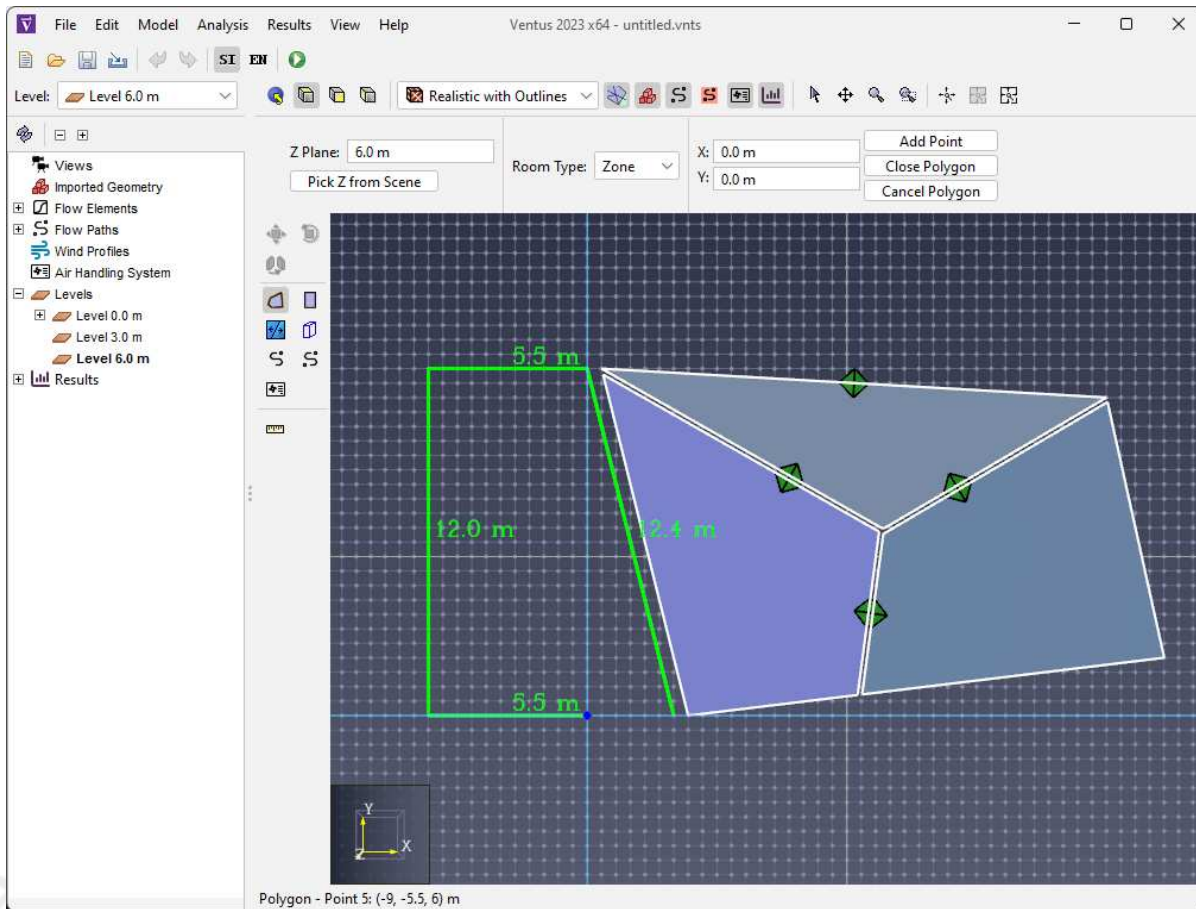 File Edit Model Analysis Results View Help Ventus 2023 x64 - untitled.vnts
SI EN
Level: Level 6.0 m Realistic with Outlines
Z Plane: 6.0 m
Pick Z from Scene
Room Type: Zone
X: 0.0 m
Y: 0.0 m
Add Point
Close Polygon
Cancel Polygon
Views
Imported Geometry
Flow Elements
Flow Paths
Wind Profiles
Air Handling System
Levels
Level 0.0 m
Level 3.0 m
Level 6.0 m
Results
5.5 m
12.0 m 12.4 m
5.5 m
Y
Z X
Polygon - Point 5: (-9, -5.5, 6) m